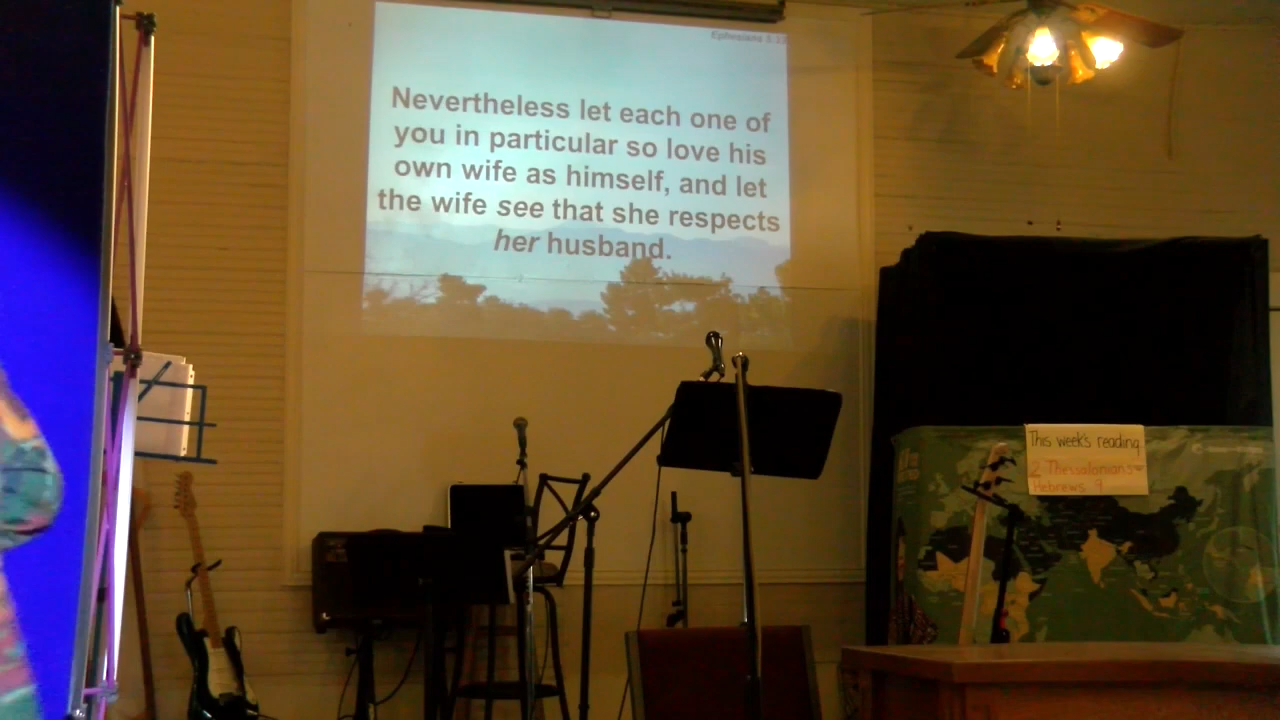 Ephesians 5:33
Nevertheless let each one of
you in particular so love his
own wife as himself, and let
the wife see that she respects
her husband.
This week's reading
2 Thessalonians-
Hebrews 9